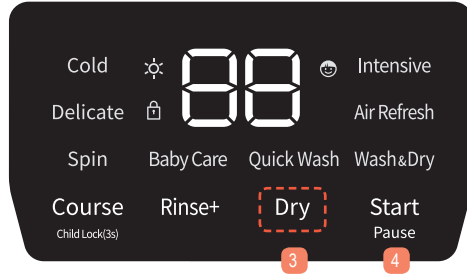 Cold 88 Intensive
Delicate Air Refresh
Spin Baby Care Quick Wash Wash&Dry
Course Rinse+ Dry Start
Child Lock(3s) Pause
3 4